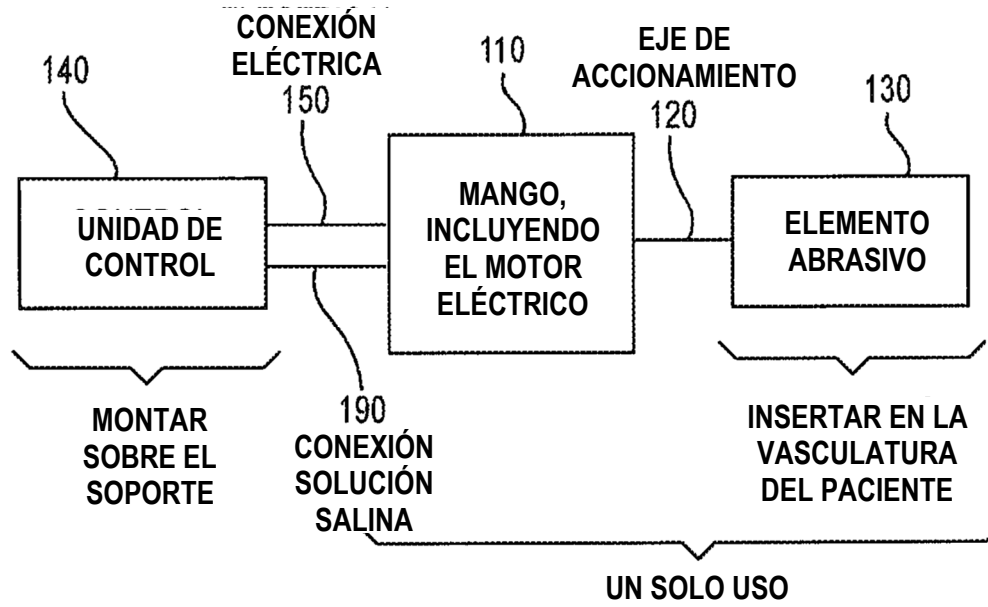 CONEXIÓN
ELÉCTRICA
150
140
110
EJE DE
ACCIONAMIENTO
120
130
UNIDAD DE
CONTROL
MANGO,
INCLUYENDO
EL MOTOR
ELÉCTRICO
ELEMENTO
ABRASIVO
MONTAR
SOBRE EL
SOPORTE
190
CONEXIÓN
SOLUCIÓN
SALINA
INSERTAR EN LA
VASCULATURA
DEL PACIENTE
UN SOLO USO